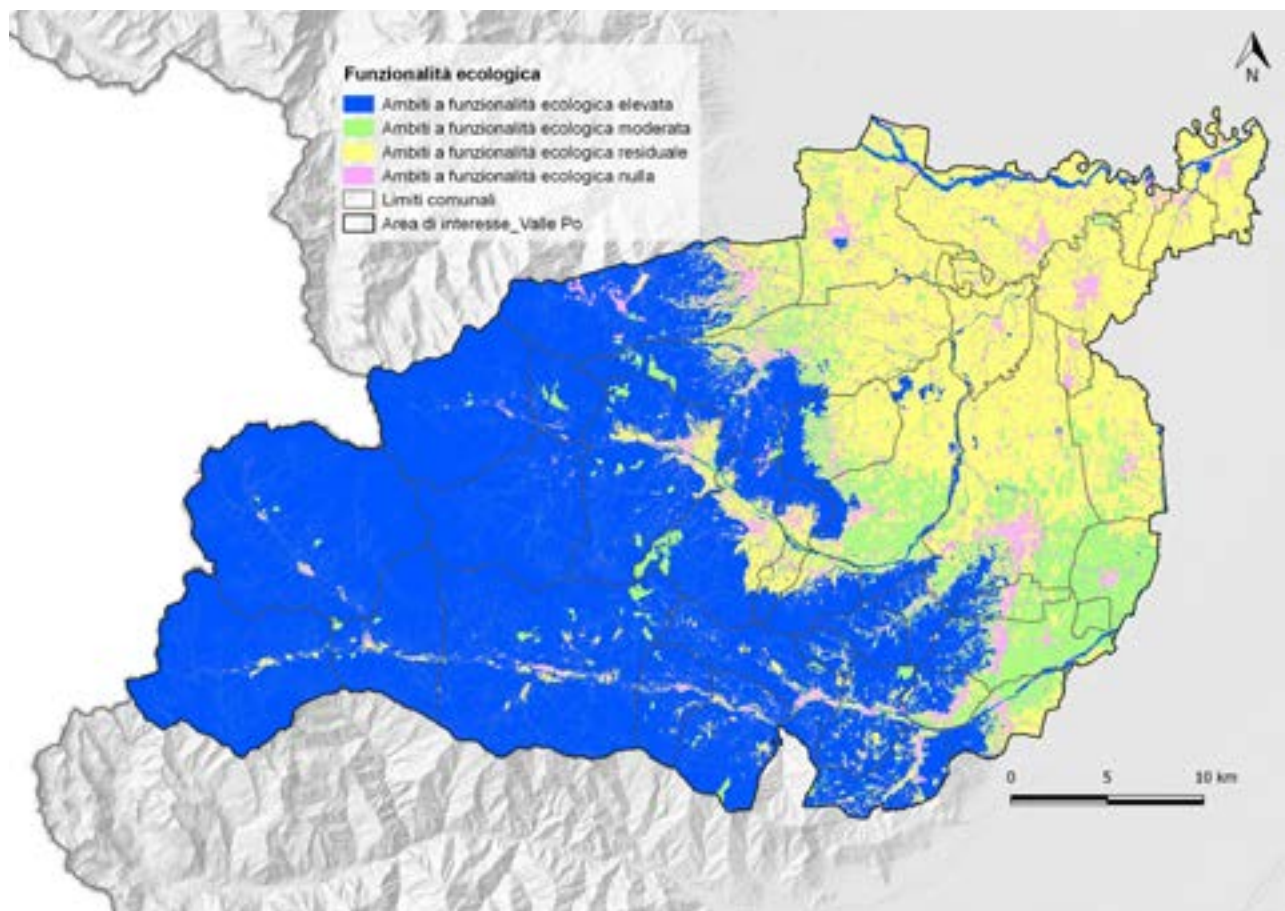 Funzionalità ecologica
Ambiti a funzionalità ecologica elevata
Ambiti a funzionalità ecologica moderata
Ambiti a funzionalità ecologica residuale
Ambiti a funzionalità ecologica nulla
Limiti comunali
Area di interesse_Valle Po
N
0 5 10 km